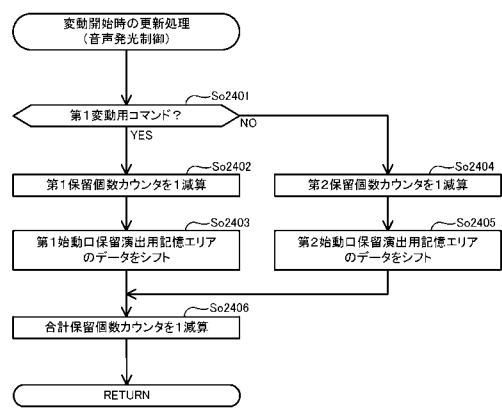 変動開始時の更新処理
(音声発光制御)
So2401
第1変動用コマンド?
NO
YES
So2402
第1保留個数カウンタを1減算
So2404
第2保留個数カウンタを1減算
So2403
第1始動口保留演出用記憶エリア
のデータをシフト
So2405
第2始動口保留演出用記憶エリア
のデータをシフト
So2406
合計保留個数カウンタを1減算
RETURN